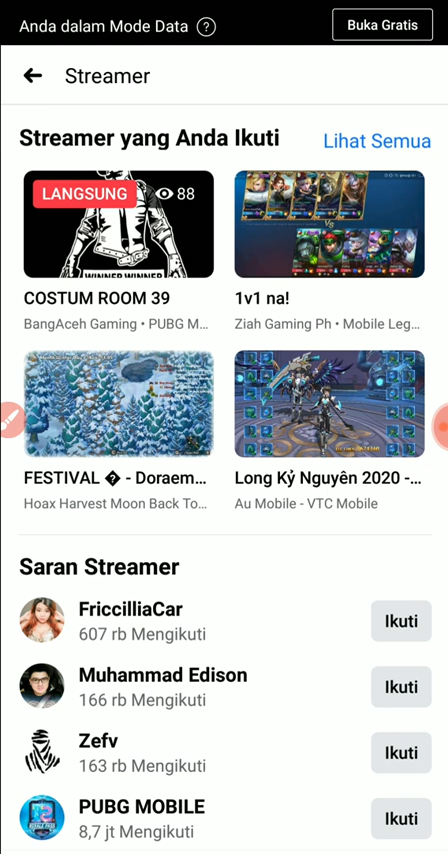 Anda dalam Mode Data ?
Buka Gratis
Streamer
Streamer yang Anda Ikuti
Lihat Semua
LANGSUNG 88
WINNER WINNER
Vs
COSTUM ROOM 39
1v1 na!
BangAceh Gaming • PUBG M...
Ziah Gaming Ph • Mobile Leg...
FESTIVAL � - Doraem...
Long Kỷ Nguyên 2020 -...
Hoax Harvest Moon Back To...
Au Mobile - VTC Mobile
Saran Streamer
FriccilliaCar
607 rb Mengikuti
Ikuti
Muhammad Edison
166 rb Mengikuti
Ikuti
Zefv
163 rb Mengikuti
Ikuti
PUBG MOBILE
8,7 jt Mengikuti
Ikuti